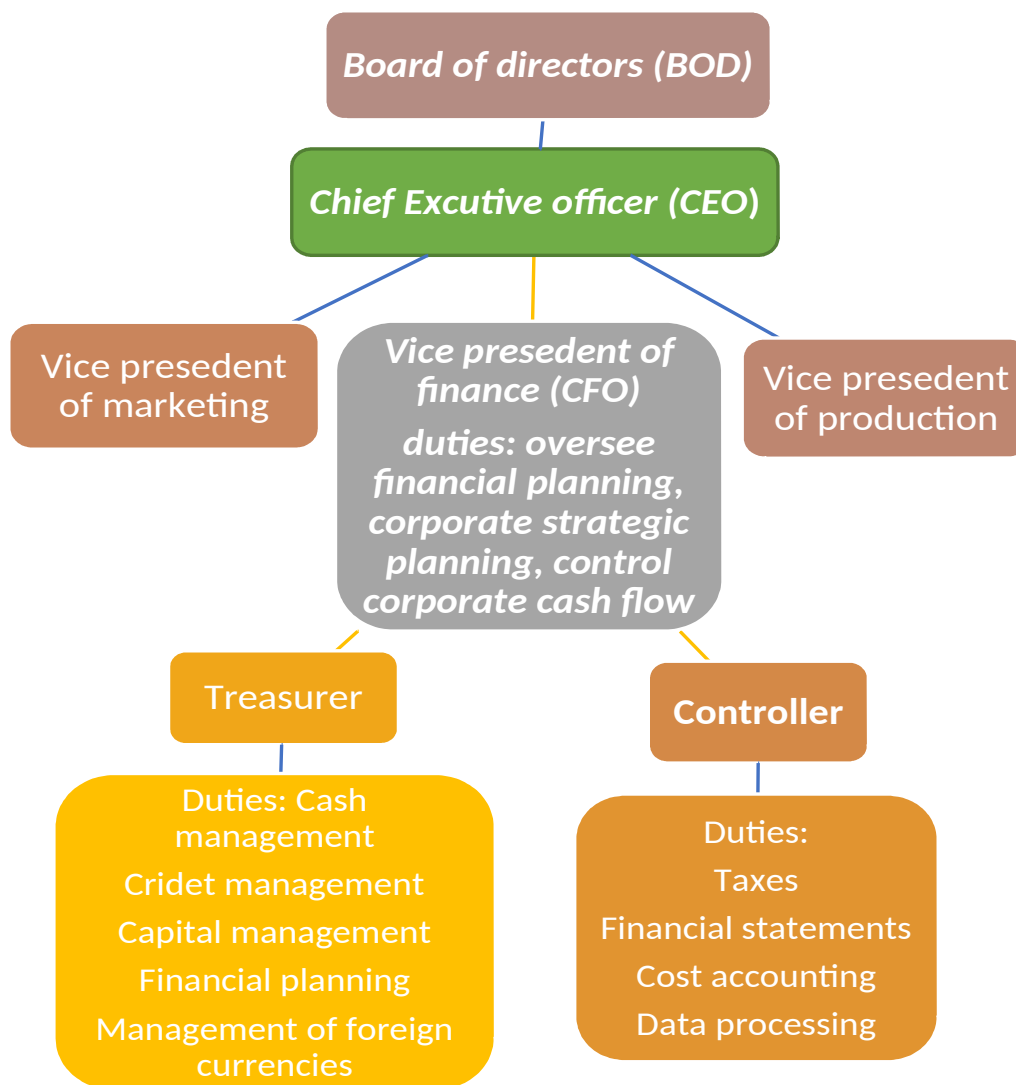 Board of directors (BOD)
Chief Excutive officer (CEO)
Vice presedent
of marketing
Vice presedent of
finance (CFO)
duties: oversee
financial planning,
corporate strategic
planning, control
corporate cash flow
Vice presedent
of production
Treasurer
Controller
Duties: Cash
management
Cridet management
Capital management
Financial planning
Management of foreign
currencies
Duties:
Taxes
Financial statements
Cost accounting
Data processing